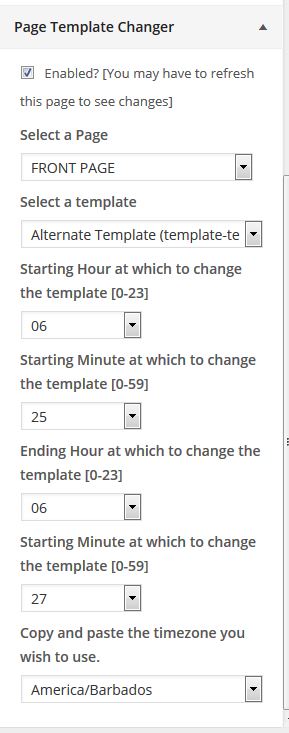 Page Template Changer
Enabled? [You may have to refresh
this page to see changes]
Select a Page
FRONT PAGE
Select a template
Alternate Template (template-te
Starting Hour at which to change
the template [0-23]
06
Starting Minute at which to change
the template [0-59]
25
Ending Hour at which to change the
template [0-23]
06
Starting Minute at which to change
the template [0-59]
27
Copy and paste the timezone you
wish to use.
America/Barbados